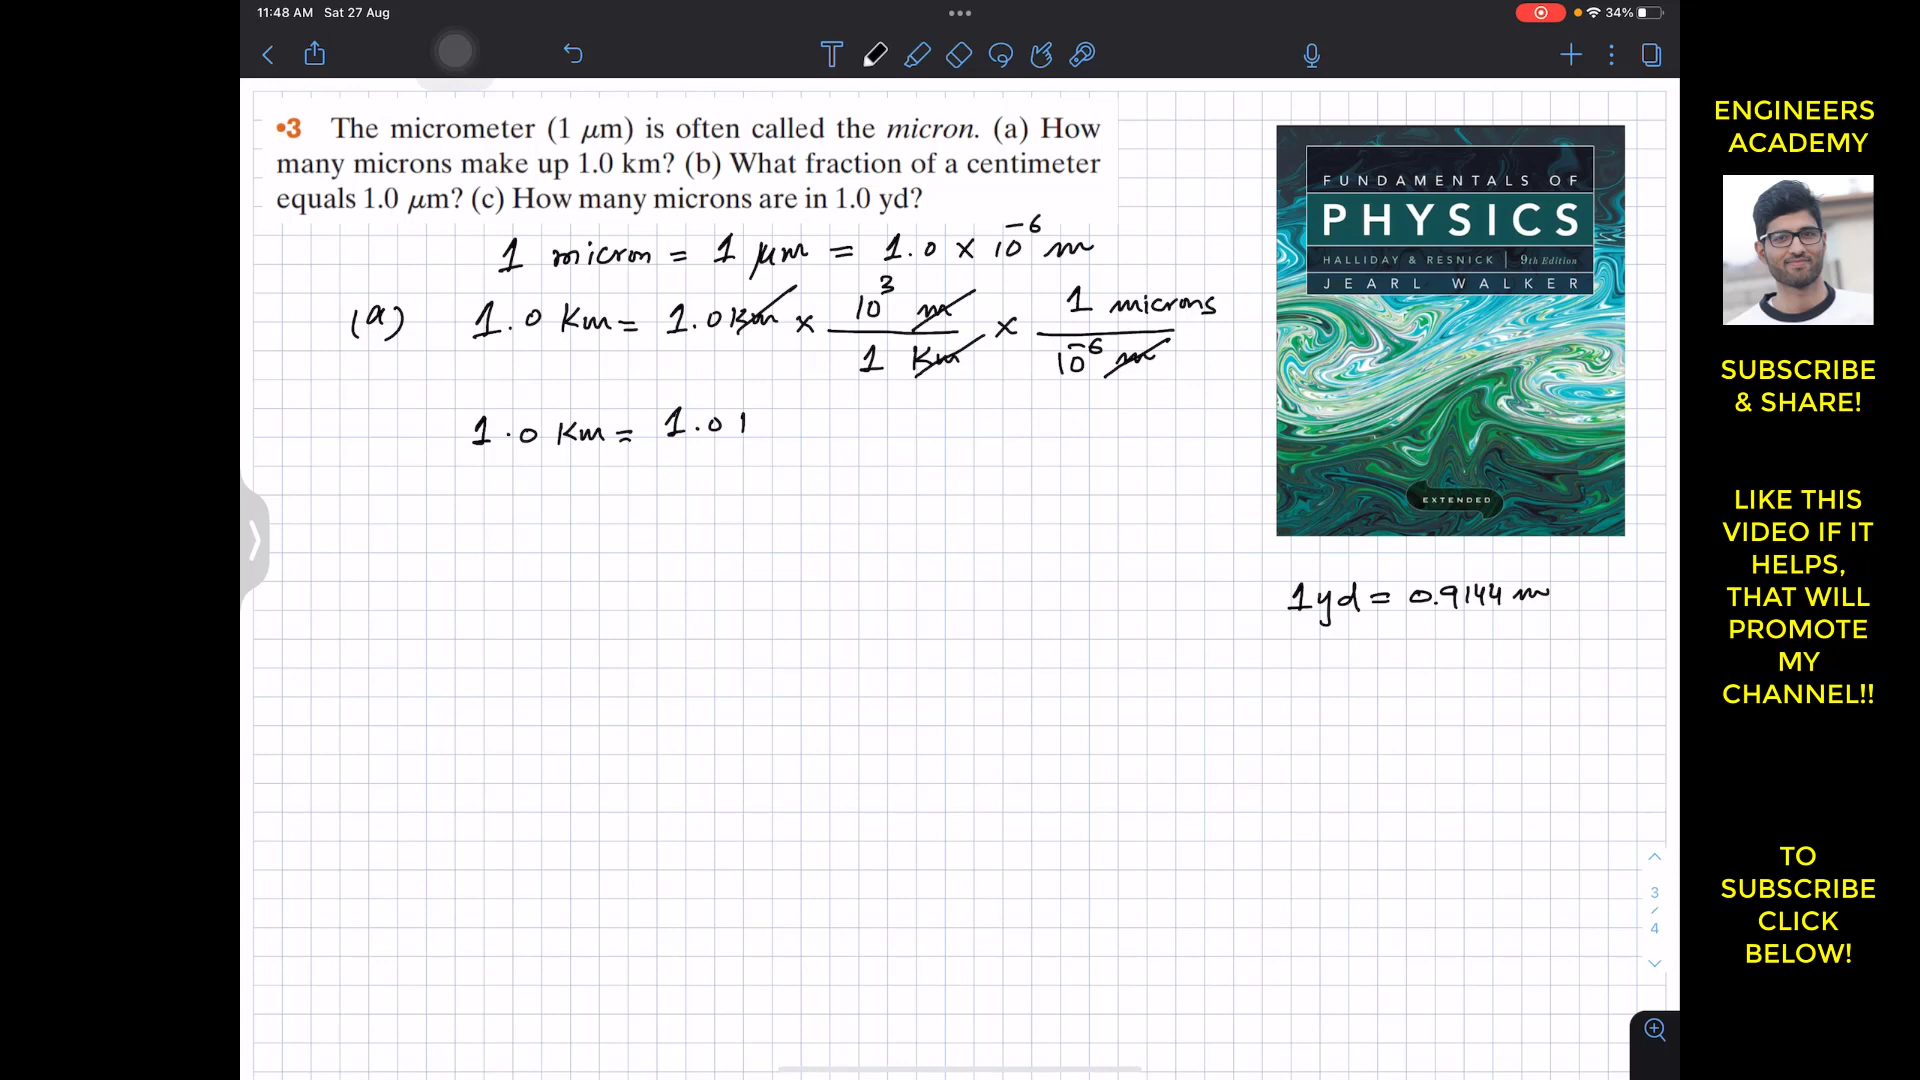 11:48 AM Sat 27 Aug
34%
•3 The micrometer (1 μm) is often called the micron. (a) How
many microns make up 1.0 km? (b) What fraction of a centimeter
equals 1.0 μm? (c) How many microns are in 1.0 yd?
1 micron = 1 μm = 1.0 × 10⁻⁶ m
(a) 1.0 Km = 1.0 Km × 10³ m / 1 Km × 1 microns / 10⁻⁶ m
1.0 Km = 1.0
1 yd = 0.9144 m
FUNDAMENTALS OF
PHYSICS
HALLIDAY & RESNICK | 9th Edition
JEARL WALKER
EXTENDED
3
/
4
ENGINEERS
ACADEMY
SUBSCRIBE
& SHARE!
LIKE THIS
VIDEO IF IT
HELPS,
THAT WILL
PROMOTE
MY
CHANNEL!!
TO
SUBSCRIBE
CLICK
BELOW!